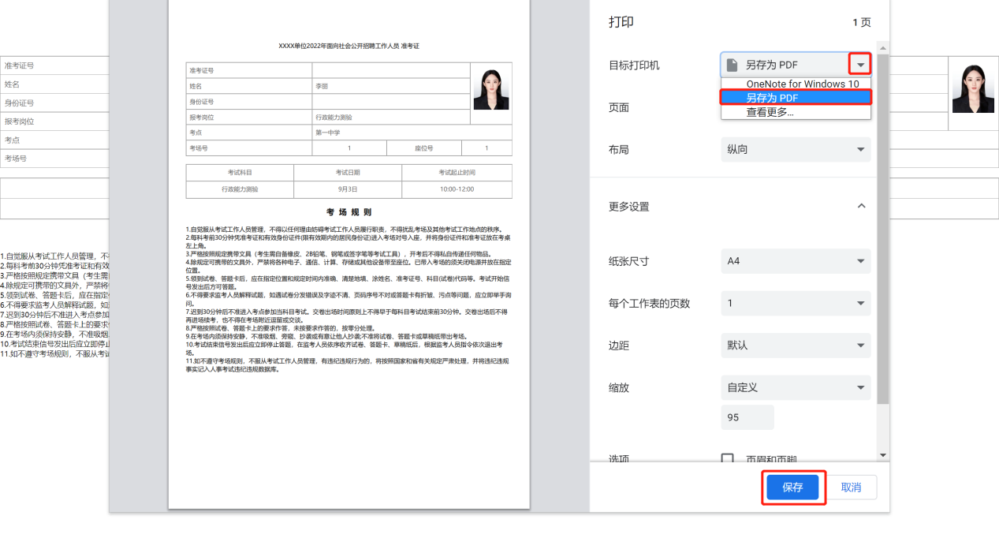 打印
1 页
目标打印机
另存为 PDF
OneNote for Windows 10
另存为 PDF
查看更多...
页面
布局
纵向
更多设置
纸张尺寸
A4
每个工作表的页数
1
边距
默认
缩放
自定义
95
选项
页眉和页脚
保存
取消
XXXX单位2022年面向社会公开招聘工作人员 准考证
准考证号
姓名
李丽
身份证号
报考岗位
行政能力测验
考点
第一中学
考场号
1
座位号
1
考试科目
考试日期
考试起止时间
行政能力测验
9月3日
10:00-12:00
考 场 规 则
1.自觉服从考试工作人员管理，不得以任何理由妨碍考试工作人员履行职责，不得扰乱考场及其他考试工作地点的秩序。
2.每科考前30分钟凭准考证和有效身份证件(限有效期内的居民身份证)进入考场对号入座，并将身份证件和准考证放在考桌
左上角。
3.严格按照规定携带文具（考生需自备橡皮、2B铅笔、钢笔或签字笔等考试工具），开考后不得私自传递任何物品。
4.除规定可携带的文具外，严禁将各种电子、通信、计算、存储或其他设备带至座位。已带入考场的须关闭电源并放在指定
位置。
5.领到试卷、答题卡后，应在指定位置和规定时间内准确、清楚地填、涂姓名、准考证号、科目(试卷)代码等。考试开始信
号发出后方可答题。
6.不得要求监考人员解释试题，如遇试卷分发错误及字迹不清、页码序号不对或答题卡有折皱、污点等问题，应立即举手询
问。
7.迟到30分钟后不准进入考点参加当科目考试。交卷出场时间原则上不得早于每科目考试结束前30分钟。交卷出场后不得
再进场续考，也不得在考场附近逗留或交谈。
8.严格按照试卷、答题卡上的要求作答，未按要求作答的，按零分处理。
9.在考场内须保持安静，不准吸烟、旁窥、抄袭或有意让他人抄袭;不准将试卷、答题卡或草稿纸带出考场。
10.考试结束信号发出后应立即停止答题，在监考人员依序收齐试卷、答题卡、草稿纸后，根据监考人员指令依次退出考
场。
11.如不遵守考场规则，不服从考试工作人员管理，有违纪违规行为的，将按照国家和省有关规定严肃处理，并将违纪违规
事实记入人事考试违纪违规数据库。
准考证号
姓名
身份证号
报考岗位
考点
考场号
1.自觉服从考试工作人员管理，不
2.每科考前30分钟凭准考证和有效
3.严格按照规定携带文具（考生需
4.除规定可携带的文具外，严禁将
5.领到试卷、答题卡后，应在指定
6.不得要求监考人员解释试题，如
7.迟到30分钟后不准进入考点参加
8.严格按照试卷、答题卡上的要求
9.在考场内须保持安静，不准吸烟、
10.考试结束信号发出后应立即停止
11.如不遵守考场规则，不服从考试